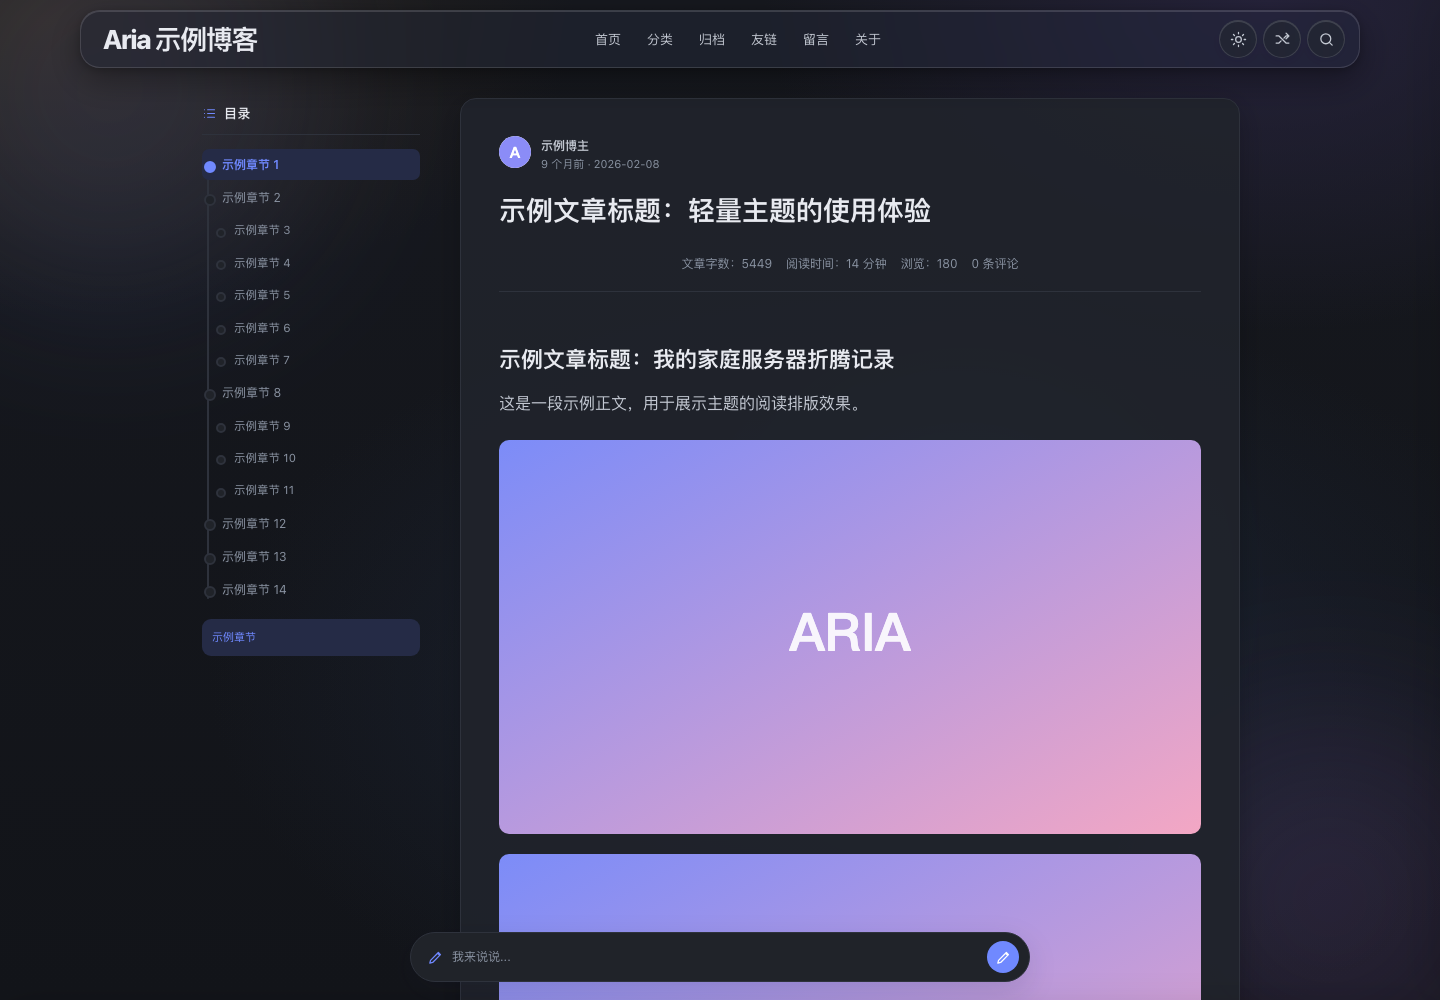 Aria 示例博客
首页 分类 归档 友链 留言 关于
目录
示例章节 1
示例章节 2
示例章节 3
示例章节 4
示例章节 5
示例章节 6
示例章节 7
示例章节 8
示例章节 9
示例章节 10
示例章节 11
示例章节 12
示例章节 13
示例章节 14
示例章节
A
示例博主
9 个月前 · 2026-02-08
示例文章标题：轻量主题的使用体验
文章字数：5449 阅读时间：14 分钟 浏览：180 0 条评论
示例文章标题：我的家庭服务器折腾记录
这是一段示例正文，用于展示主题的阅读排版效果。
ARIA
我来说说...